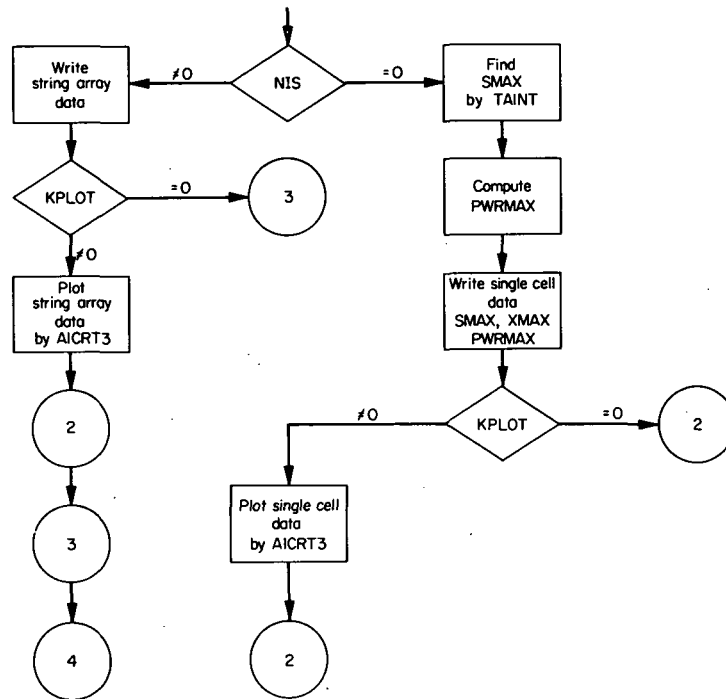 Write
string array
data
≠0
NIS
=0
Find
SMAX
by TAINT
KPLOT
=0
3
Compute
PWRMAX
≠0
Plot
string array
data
by AICRT3
Write single cell
data
SMAX, XMAX
PWRMAX
2
≠0
KPLOT
=0
2
Plot single cell
data
by AICRT3
3
4
2